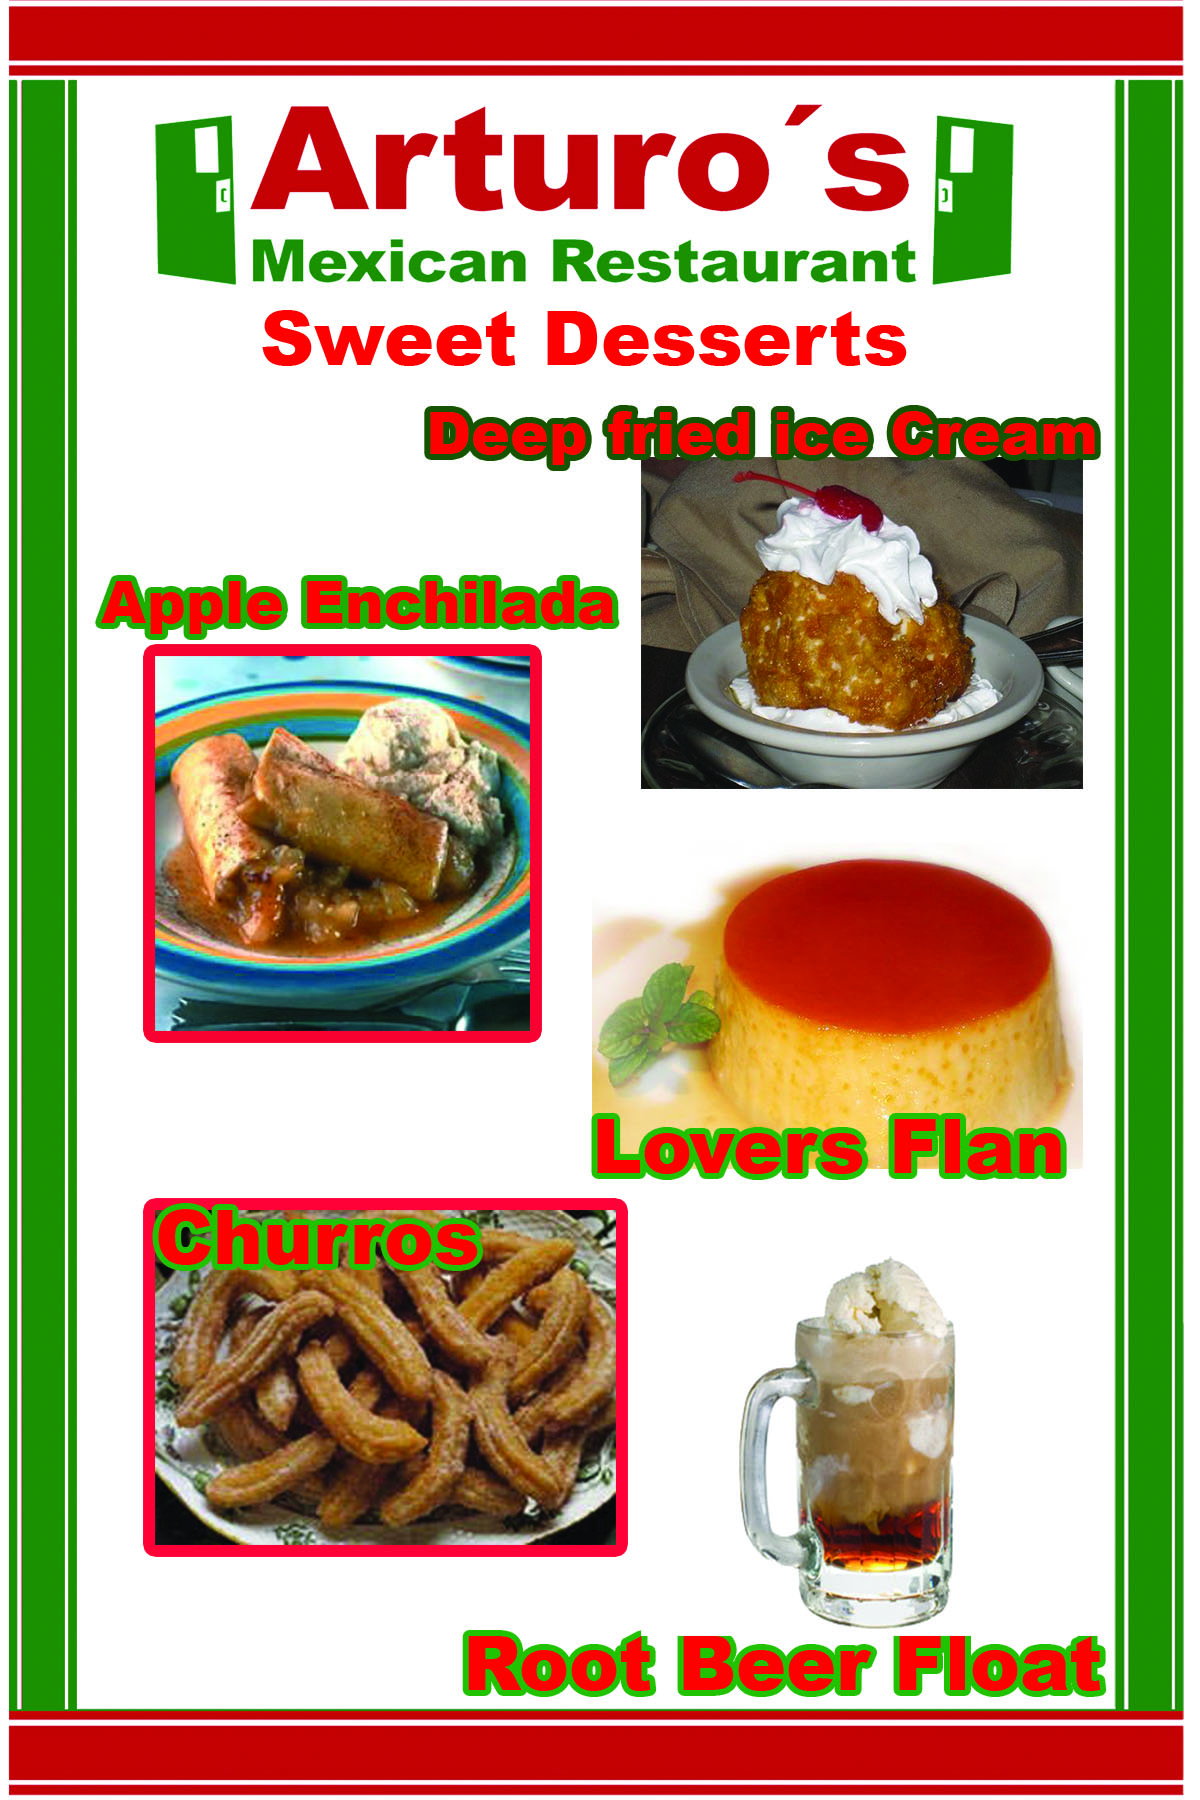 Arturo´s
Mexican Restaurant
Sweet Desserts
Deep fried ice Cream
Apple Enchilada
Lovers Flan
Churros
Root Beer Float